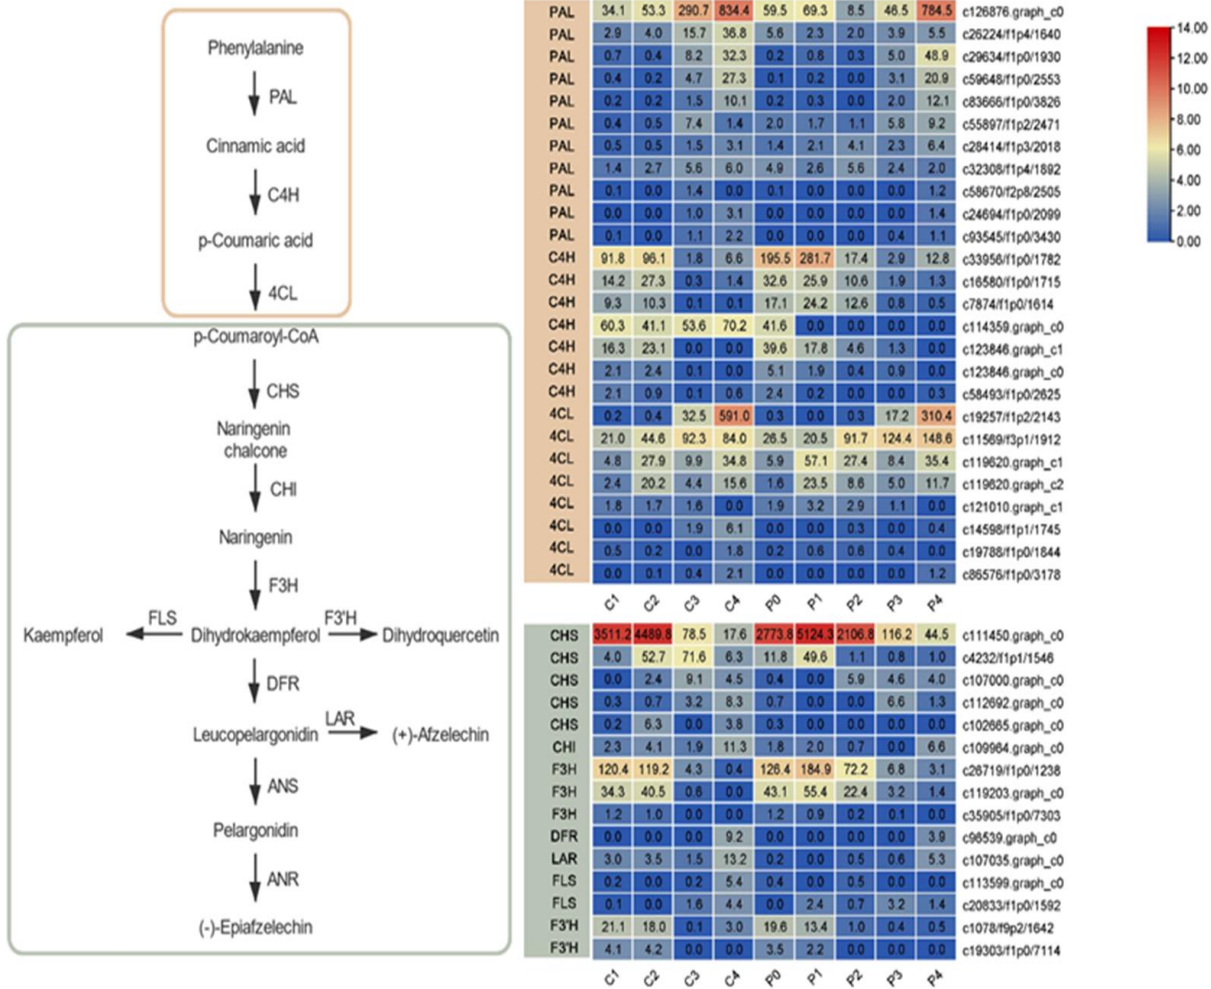 Phenylalanine
PAL
Cinnamic acid
C4H
p-Coumaric acid
4CL
p-Coumaroyl-CoA
CHS
Naringenin
chalcone
CHI
Naringenin
F3H
Kaempferol FLS Dihydrokaempferol F3'H Dihydroquercetin
DFR
Leucopelargonidin LAR (+)-Afzelechin
ANS
Pelargonidin
ANR
(-)-Epiafzelechin
PAL 34.1 53.3 290.7 834.4 59.5 69.3 8.5 46.5 784.5 c126876.graph_c0
PAL 2.9 4.0 15.7 36.8 5.6 2.3 2.0 3.9 5.5 c26224/f1p4/1640
PAL 0.7 0.4 8.2 32.3 0.2 0.6 0.3 5.0 48.9 c29634/f1p0/1930
PAL 0.4 0.2 4.7 27.3 0.1 0.2 0.0 3.1 20.9 c59648/f1p0/2553
PAL 0.2 0.2 1.5 10.1 0.2 0.3 0.0 2.0 12.1 c83666/f1p0/3826
PAL 0.4 0.5 7.4 1.4 2.0 1.7 1.1 5.8 9.2 c55897/f1p2/2471
PAL 0.5 0.5 1.5 3.1 1.4 2.1 4.1 2.3 6.4 c28414/f1p3/2018
PAL 1.4 2.7 5.6 6.0 4.9 2.6 5.6 2.4 2.0 c32308/f1p4/1892
PAL 0.1 0.0 1.4 0.0 0.1 0.0 0.0 0.0 1.2 c58670/f2p8/2505
PAL 0.0 0.0 1.0 3.1 0.0 0.0 0.0 0.0 1.4 c24694/f1p0/2099
PAL 0.1 0.0 1.1 2.2 0.0 0.0 0.0 0.4 1.1 c93545/f1p0/3430
C4H 91.8 96.1 1.8 6.6 195.5 281.7 17.4 2.9 12.8 c33956/f1p0/1782
C4H 14.2 27.3 0.3 1.4 32.6 25.9 10.6 1.9 1.3 c16580/f1p0/1715
C4H 9.3 10.3 0.1 0.1 17.1 24.2 12.6 0.8 0.5 c7874/f1p0/1614
C4H 60.3 41.1 53.6 70.2 41.6 0.0 0.0 0.0 0.0 c114359.graph_c0
C4H 16.3 23.1 0.0 0.0 39.6 17.8 4.6 1.3 0.0 c123846.graph_c1
C4H 2.1 2.4 0.1 0.0 5.1 1.9 0.4 0.9 0.0 c123846.graph_c0
C4H 2.1 0.9 0.1 0.6 2.4 0.2 0.0 0.0 0.3 c58493/f1p0/2625
4CL 0.2 0.4 32.5 591.0 0.3 0.0 0.3 17.2 310.4 c19257/f1p2/2143
4CL 21.0 44.6 92.3 84.0 26.5 20.5 91.7 124.4 148.6 c11569/f3p1/1912
4CL 4.8 27.9 9.9 34.8 5.9 57.1 27.4 8.4 35.4 c119620.graph_c1
4CL 2.4 20.2 4.4 15.6 1.6 23.5 8.6 5.0 11.7 c119620.graph_c2
4CL 1.8 1.7 1.6 0.0 1.9 3.2 2.9 1.1 0.0 c121010.graph_c1
4CL 0.0 0.0 1.9 6.1 0.0 0.0 0.3 0.0 0.4 c14598/f1p1/1745
4CL 0.5 0.2 0.0 1.8 0.2 0.6 0.6 0.4 0.0 c19788/f1p0/1844
4CL 0.0 0.1 0.4 2.1 0.0 0.0 0.0 0.0 1.2 c86576/f1p0/3178
C1 C2 C3 C4 P0 P1 P2 P3 P4
CHS 3511.2 4489.8 78.5 17.6 2773.8 5124.3 2106.8 116.2 44.5 c111450.graph_c0
CHS 4.0 52.7 71.6 6.3 11.8 49.6 1.1 0.8 1.0 c4232/f1p1/1546
CHS 0.0 2.4 9.1 4.5 0.4 0.0 5.9 4.6 4.0 c107000.graph_c0
CHS 0.3 0.7 3.2 8.3 0.7 0.0 0.0 6.6 1.3 c112692.graph_c0
CHS 0.2 6.3 0.0 3.8 0.3 0.0 0.0 0.0 0.0 c102665.graph_c0
CHI 2.3 4.1 1.9 11.3 1.8 2.0 0.7 0.0 6.6 c109964.graph_c0
F3H 120.4 119.2 4.3 0.4 126.4 184.9 72.2 6.8 3.1 c26719/f1p0/1238
F3H 34.3 40.5 0.6 0.0 43.1 55.4 22.4 3.2 1.4 c119203.graph_c0
F3H 1.2 1.0 0.0 0.0 1.2 0.9 0.2 0.1 0.0 c35905/f1p0/7303
DFR 0.0 0.0 0.0 9.2 0.0 0.0 0.0 0.0 3.9 c96539.graph_c0
LAR 3.0 3.5 1.5 13.2 0.2 0.0 0.5 0.6 5.3 c107035.graph_c0
FLS 0.2 0.0 0.2 5.4 0.4 0.0 0.5 0.0 0.0 c113599.graph_c0
FLS 0.1 0.0 1.6 4.4 0.0 2.4 0.7 3.2 1.4 c20833/f1p0/1592
F3'H 21.1 18.0 0.1 3.0 19.6 13.4 1.0 0.4 0.5 c1078/f9p2/1642
F3'H 4.1 4.2 0.0 0.0 3.5 2.2 0.0 0.0 0.0 c19303/f1p0/7114
C1 C2 C3 C4 P0 P1 P2 P3 P4
14.00
12.00
10.00
8.00
6.00
4.00
2.00
0.00